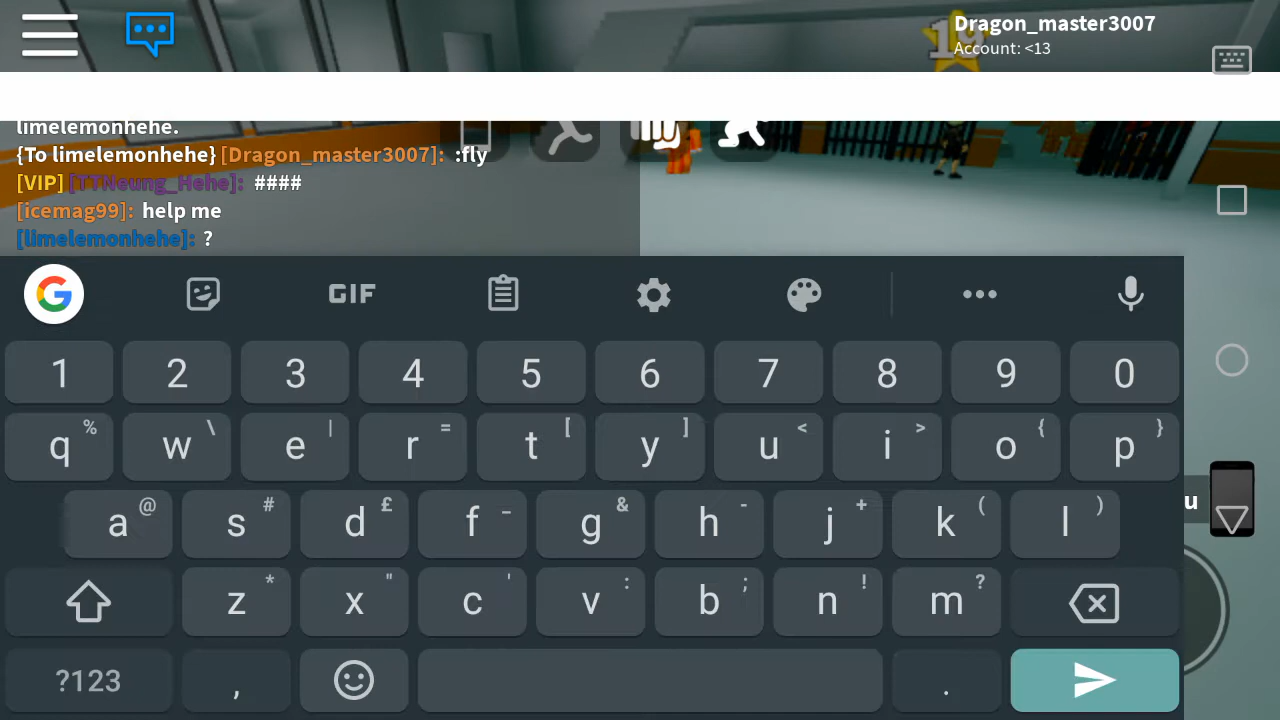 19
Dragon_master3007
Account: <13
limelemonhehe.
{To limelemonhehe} [Dragon_master3007]: :fly
[VIP] [TTNeung_Hehe]: ####
[icemag99]: help me
[limelemonhehe]: ?
G GIF
1 2 3 4 5 6 7 8 9 0
q % w \ e | r = t [ y ] u < i > o { p }
a @ s # d £ f _ g & h - j + k ( l )
u
z * x " c ' v : b ; n ! m ?
?123 , .